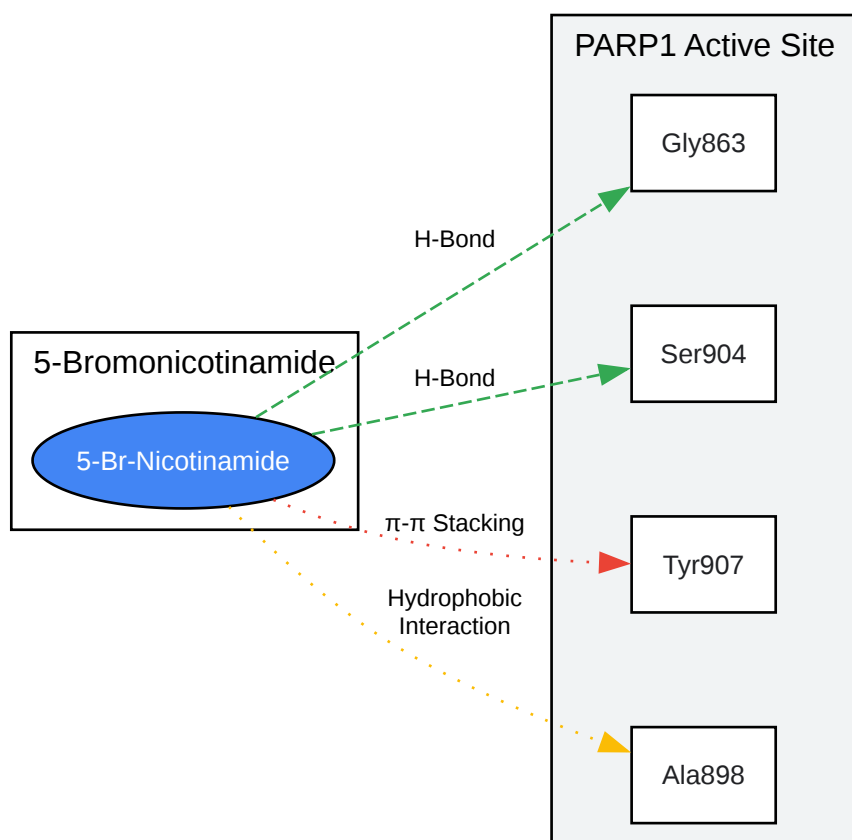 PARP1 Active Site
Gly863
H-Bond
Ser904
5-Bromonicotinamide
H-Bond
5-Br-Nicotinamide
π-π Stacking
Tyr907
Hydrophobic
Interaction
Ala898